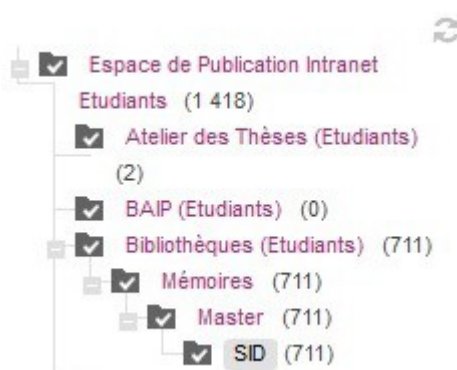 Espace de Publication Intranet
Etudiants (1 418)
Atelier des Thèses (Etudiants)
(2)
BAIP (Etudiants) (0)
Bibliothèques (Etudiants) (711)
Mémoires (711)
Master (711)
SID (711)